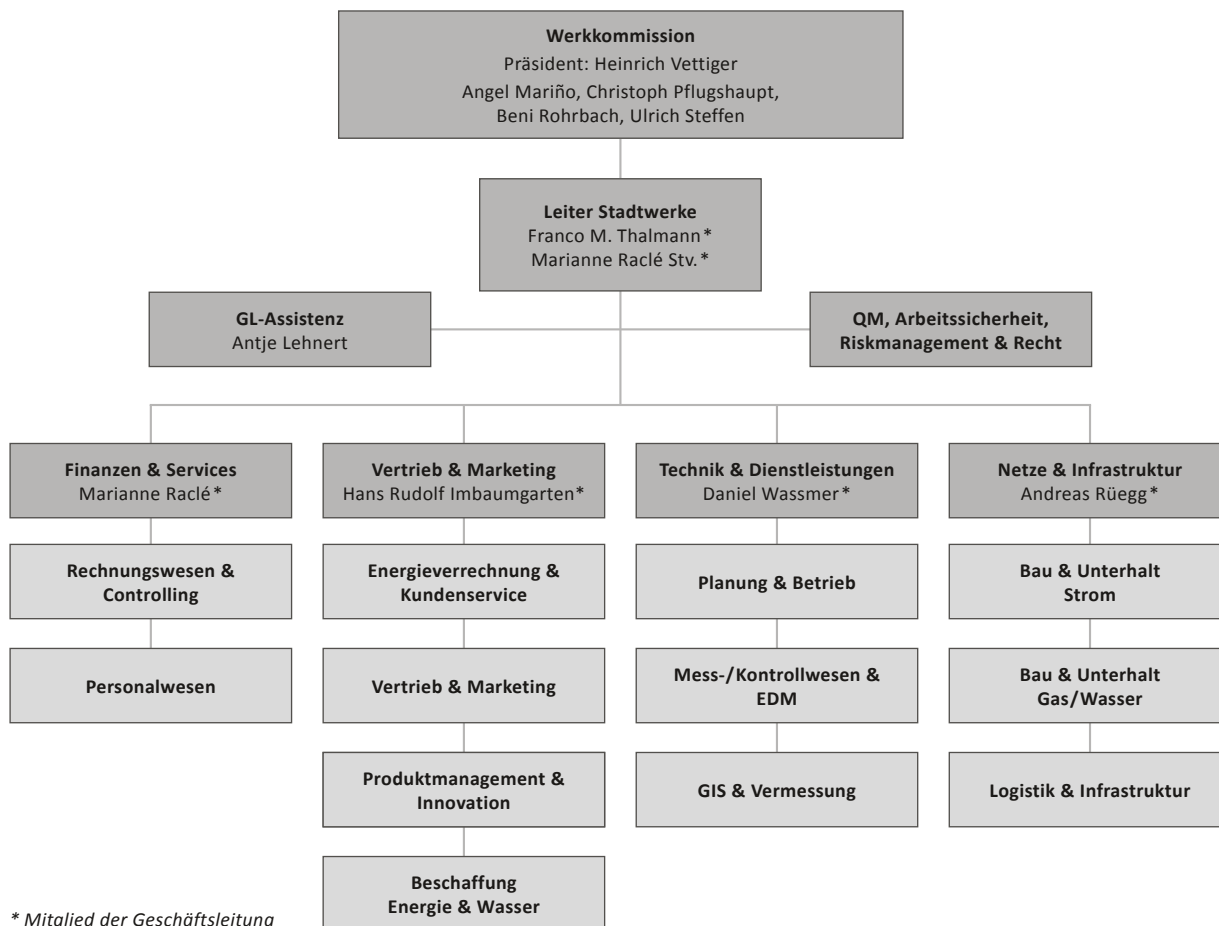 Werkkommission
Präsident: Heinrich Vettiger
Angel Mariño, Christoph Pflugshaupt,
Beni Rohrbach, Ulrich Steffen
Leiter Stadtwerke
Franco M. Thalmann*
Marianne Raclé Stv.*
GL-Assistenz
Antje Lehnert
QM, Arbeitssicherheit,
Riskmanagement & Recht
Finanzen & Services
Marianne Raclé*
Rechnungswesen &
Controlling
Personalwesen
Vertrieb & Marketing
Hans Rudolf Imbaumgarten*
Energieverrechnung &
Kundenservice
Vertrieb & Marketing
Produktmanagement &
Innovation
Beschaffung
Energie & Wasser
Technik & Dienstleistungen
Daniel Wassmer*
Planung & Betrieb
Mess-/Kontrollwesen &
EDM
GIS & Vermessung
Netze & Infrastruktur
Andreas Rüegg*
Bau & Unterhalt
Strom
Bau & Unterhalt
Gas/Wasser
Logistik & Infrastruktur
* Mitglied der Geschäftsleitung